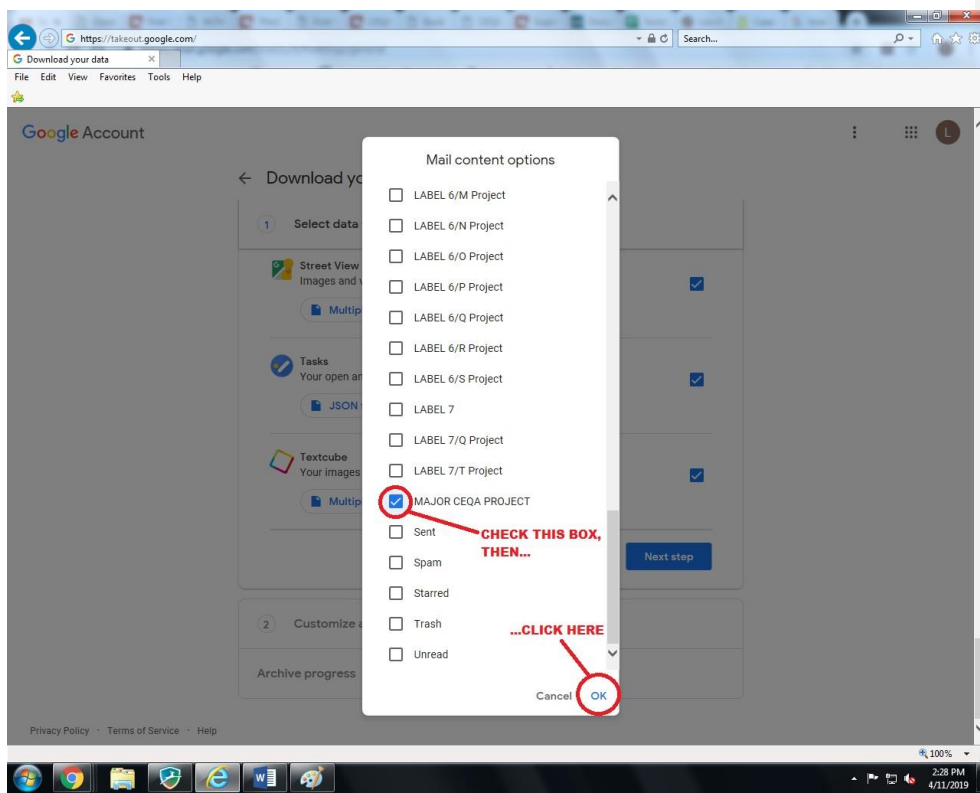 https://takeout.google.com/
Search...
Download your data
File Edit View Favorites Tools Help
Google Account
L
Mail content options
Download yo
LABEL 6/M Project
1 Select data
LABEL 6/N Project
LABEL 6/O Project
Street View
Images and v
LABEL 6/P Project
Multip
LABEL 6/Q Project
LABEL 6/R Project
Tasks
Your open an
LABEL 6/S Project
JSON
LABEL 7
LABEL 7/Q Project
Textcube
Your images
LABEL 7/T Project
Multip
MAJOR CEQA PROJECT
Sent
CHECK THIS BOX,
THEN...
Spam
Next step
Starred
2 Customize a
Trash
...CLICK HERE
Unread
Archive progress
Cancel OK
Privacy Policy · Terms of Service · Help
100%
2:28 PM
4/11/2019